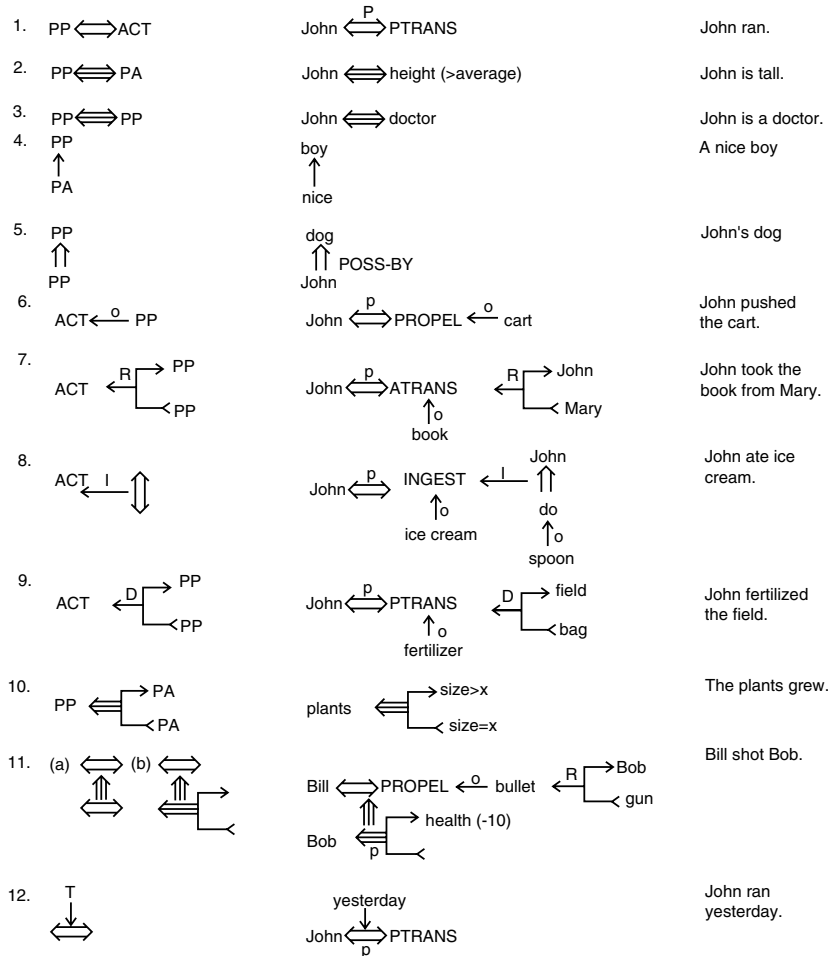 P
1. PP ACT John PTRANS John ran.
2. PP PA John height (>average) John is tall.
3. PP PP John doctor John is a doctor.
4. PP boy A nice boy
PA nice
5. PP dog John's dog
POSS-BY
PP John
6. ACT o PP John p PROPEL o cart John pushed
the cart.
7. ACT R PP PP John p ATRANS R John Mary John took the
book from Mary.
o
book
8. ACT I John p INGEST I John John ate ice
cream.
o do
ice cream o
spoon
9. ACT D PP PP John p PTRANS D field bag John fertilized
the field.
o
fertilizer
10. PP PA PA plants size>x size=x The plants grew.
11. (a) (b) Bill PROPEL o bullet R Bob gun Bill shot Bob.
health (-10)
Bob p
12. T yesterday John ran
yesterday.
John PTRANS
p